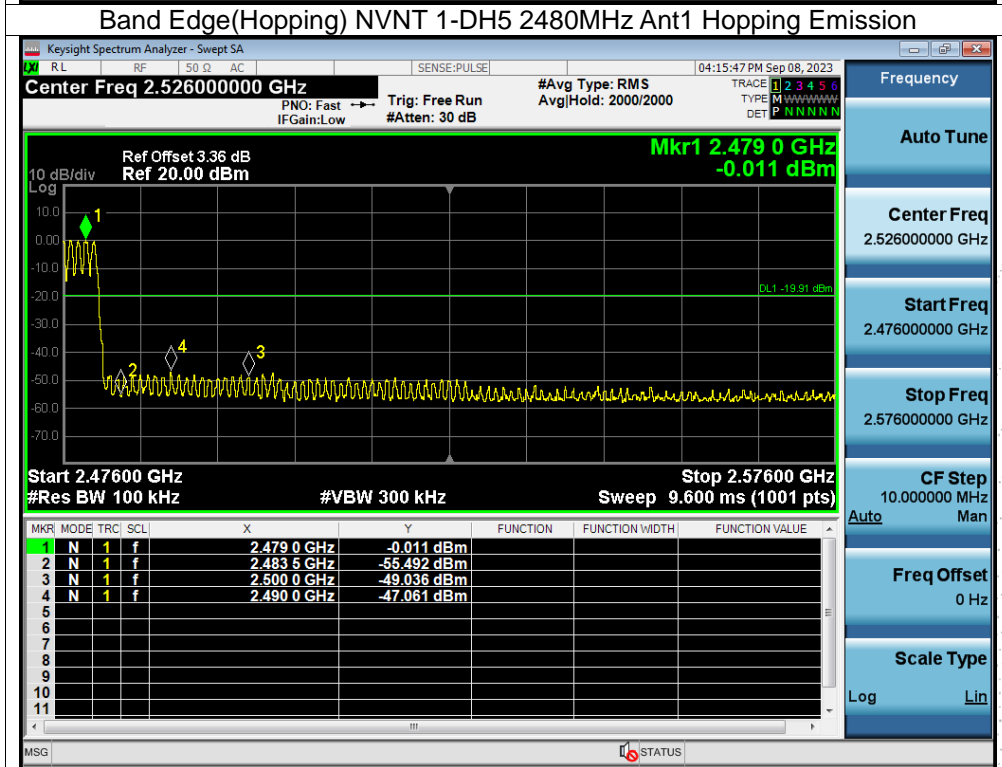 Band Edge(Hopping) NVNT 1-DH5 2480MHz Ant1 Hopping Emission
Keysight Spectrum Analyzer - Swept SA
LXI RL RF 50 Ω AC SENSE:PULSE 04:15:47 PM Sep 08, 2023
Center Freq 2.526000000 GHz #Avg Type: RMS TRACE 1 2 3 4 5 6
PNO: Fast Trig: Free Run Avg|Hold: 2000/2000 TYPE M WWWWW
IFGain:Low #Atten: 30 dB DET P N N N N N
Mkr1 2.479 0 GHz
Ref Offset 3.36 dB
10 dB/div Ref 20.00 dBm -0.011 dBm
Log
10.0
1
0.00
-10.0
DL1 -19.91 dBm
-20.0
-30.0
-40.0
4
3
2
-50.0
-60.0
-70.0
Start 2.47600 GHz Stop 2.57600 GHz
#Res BW 100 kHz #VBW 300 kHz Sweep 9.600 ms (1001 pts)
MKR MODE TRC SCL X Y FUNCTION FUNCTION WIDTH FUNCTION VALUE
1 N 1 f 2.479 0 GHz -0.011 dBm
2 N 1 f 2.483 5 GHz -55.492 dBm
3 N 1 f 2.500 0 GHz -49.036 dBm
4 N 1 f 2.490 0 GHz -47.061 dBm
5
6
7
8
9
10
11
MSG STATUS
Frequency
Auto Tune
Center Freq
2.526000000 GHz
Start Freq
2.476000000 GHz
Stop Freq
2.576000000 GHz
CF Step
10.000000 MHz
Auto Man
Freq Offset
0 Hz
Scale Type
Log Lin